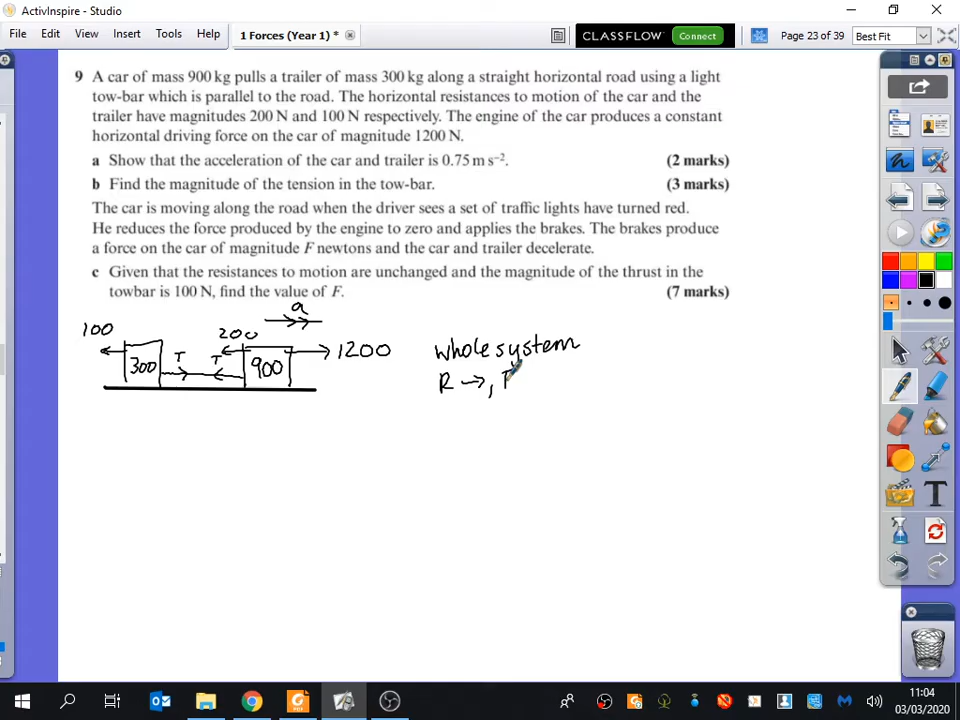 ActivInspire - Studio
File Edit View Insert Tools Help 1 Forces (Year 1) * CLASSFLOW Connect Page 23 of 39 Best Fit
9 A car of mass 900 kg pulls a trailer of mass 300 kg along a straight horizontal road using a light
tow-bar which is parallel to the road. The horizontal resistances to motion of the car and the
trailer have magnitudes 200 N and 100 N respectively. The engine of the car produces a constant
horizontal driving force on the car of magnitude 1200 N.
a Show that the acceleration of the car and trailer is 0.75 m s⁻². (2 marks)
b Find the magnitude of the tension in the tow-bar. (3 marks)
The car is moving along the road when the driver sees a set of traffic lights have turned red.
He reduces the force produced by the engine to zero and applies the brakes. The brakes produce
a force on the car of magnitude F newtons and the car and trailer decelerate.
c Given that the resistances to motion are unchanged and the magnitude of the thrust in the
towbar is 100 N, find the value of F. (7 marks)
a
100 200
1200 whole system
300 T T 900
R →, F
T
11:04
03/03/2020